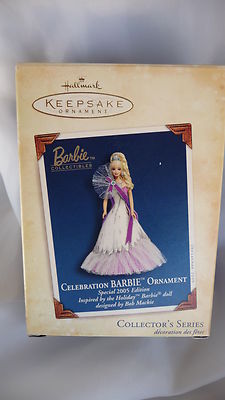 Hallmark
KEEPSAKE
ORNAMENT
Barbie™
COLLECTIBLES
CELEBRATION BARBIE™ ORNAMENT
Special 2005 Edition
Inspired by the Holiday™ Barbie® doll
designed by Bob Mackie
COLLECTOR'S SERIES
décoration des fêtes